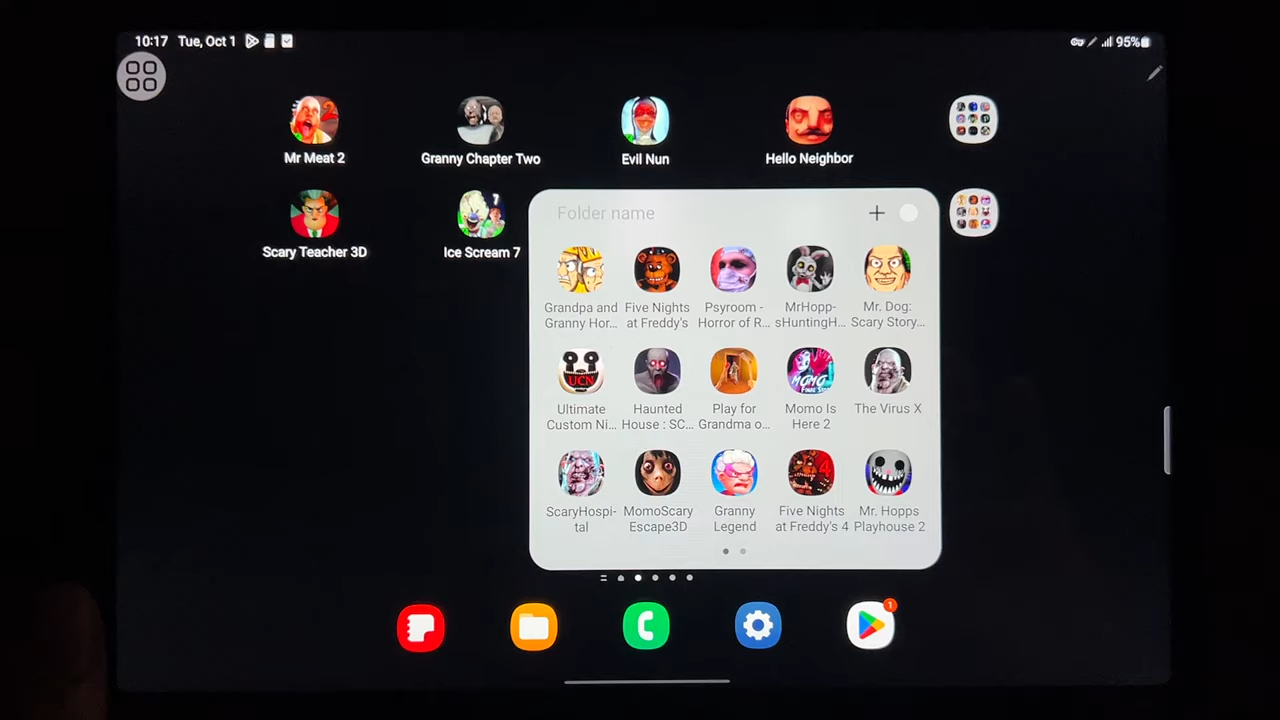 10:17 Tue, Oct 1
95%
Mr Meat 2
Granny Chapter Two
Evil Nun
Hello Neighbor
Scary Teacher 3D
Ice Scream 7
Folder name
Grandpa and
Granny Hor...
Five Nights
at Freddy's
Psyroom -
Horror of R...
MrHopp-
sHuntingH...
Mr. Dog:
Scary Story...
UCN
Ultimate
Custom Ni...
Haunted
House : SC...
Play for
Grandma o...
MOMO
Momo Is
Here 2
The Virus X
ScaryHospi-
tal
MomoScary
Escape3D
Granny
Legend
Five Nights
at Freddy's 4
Mr. Hopps
Playhouse 2
1